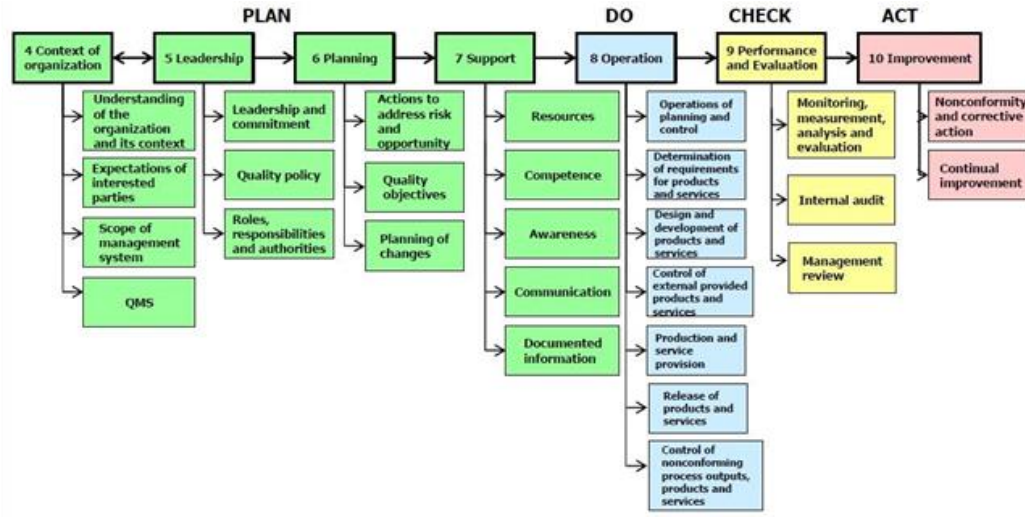 PLAN
DO
CHECK
ACT
4 Context of
organization
5 Leadership
6 Planning
7 Support
8 Operation
9 Performance
and Evaluation
10 Improvement
Understanding
of the
organization
and its context
Expectations of
interested
parties
Scope of
management
system
QMS
Leadership and
commitment
Quality policy
Roles,
responsibilities
and authorities
Actions to
address risk
and
opportunity
Quality
objectives
Planning of
changes
Resources
Competence
Awareness
Communication
Documented
information
Operations of
planning and
control
Determination
of requirements
for products
and services
Design and
development of
products and
services
Control of
external provided
products and
services
Production and
service
provision
Release of
products and
services
Control of
nonconforming
process outputs,
products and
services
Monitoring,
measurement,
analysis and
evaluation
Internal audit
Management
review
Nonconformity
and corrective
action
Continual
improvement